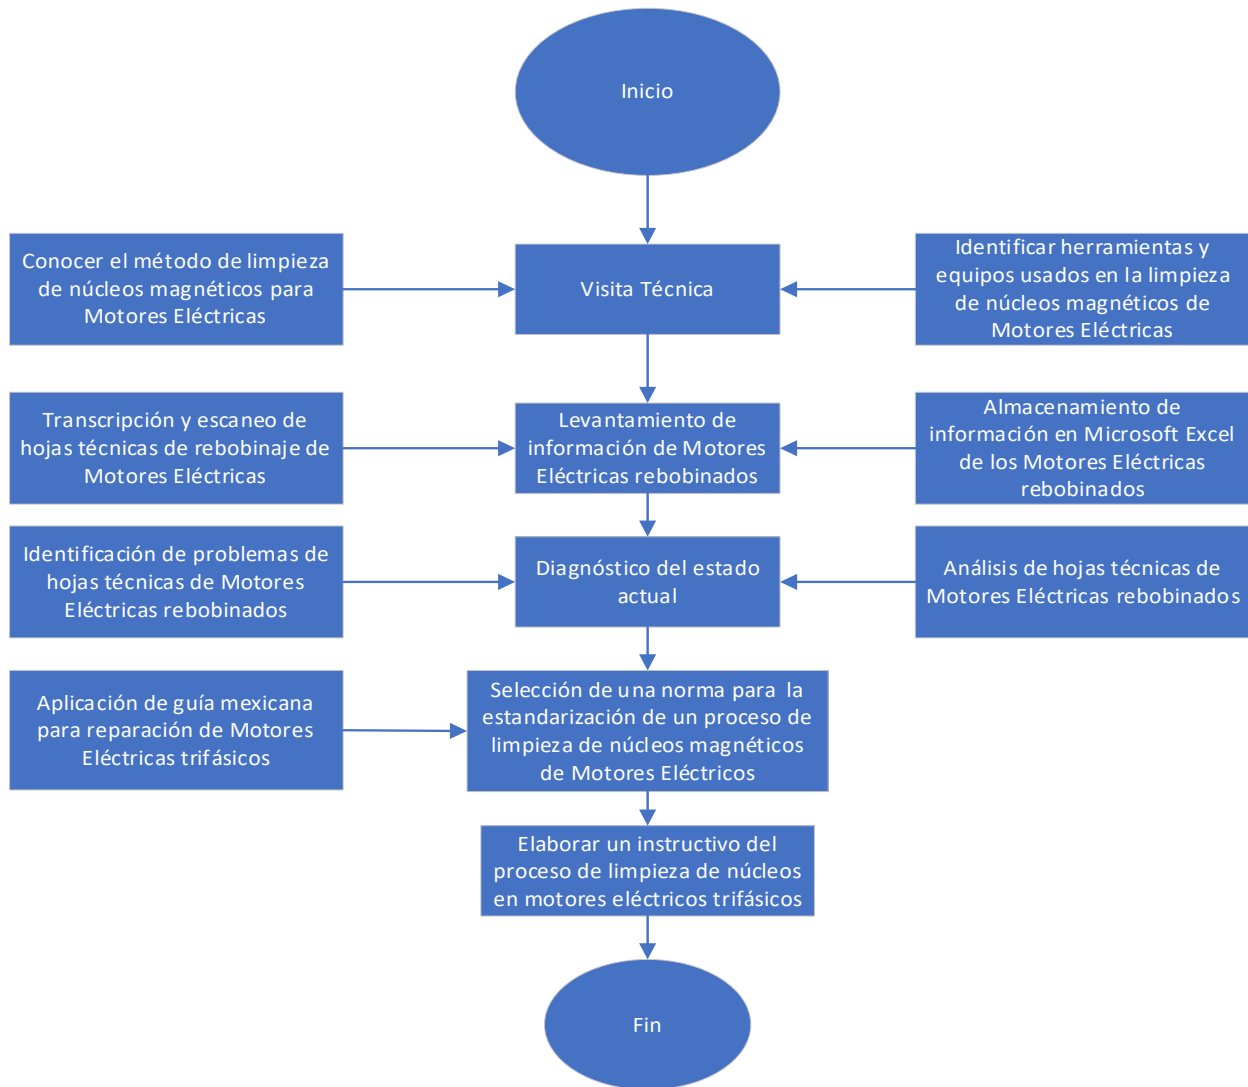 Inicio
Conocer el método de limpieza
de núcleos magnéticos para
Motores Eléctricas
Visita Técnica
Identificar herramientas y
equipos usados en la limpieza
de núcleos magnéticos de
Motores Eléctricas
Transcripción y escaneo de
hojas técnicas de rebobinaje de
Motores Eléctricas
Levantamiento de
información de Motores
Eléctricas rebobinados
Almacenamiento de
información en Microsoft Excel
de los Motores Eléctricas
rebobinados
Identificación de problemas de
hojas técnicas de Motores
Eléctricas rebobinados
Diagnóstico del estado
actual
Análisis de hojas técnicas de
Motores Eléctricas rebobinados
Aplicación de guía mexicana
para reparación de Motores
Eléctricas trifásicos
Selección de una norma para la
estandarización de un proceso de
limpieza de núcleos magnéticos
de Motores Eléctricos
Elaborar un instructivo del
proceso de limpieza de núcleos
en motores eléctricos trifásicos
Fin